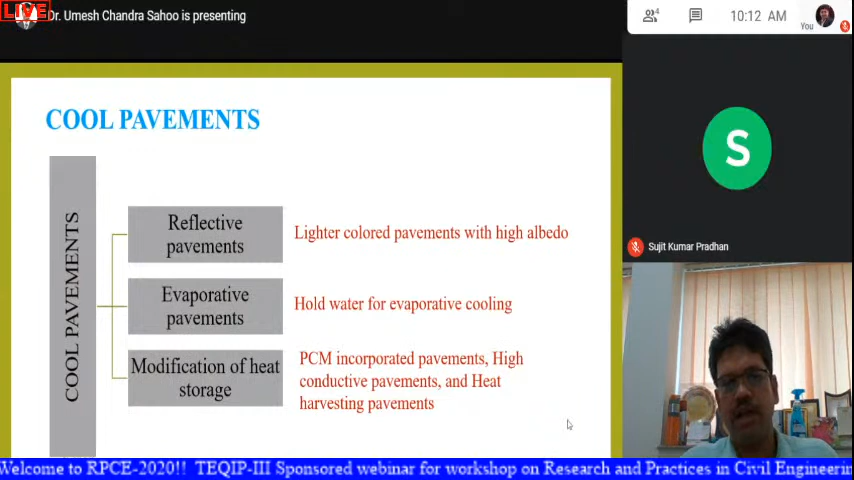 LIVE
Dr. Umesh Chandra Sahoo is presenting
4
10:12 AM
You
COOL PAVEMENTS
COOL PAVEMENTS
Reflective
pavements
Lighter colored pavements with high albedo
Evaporative
pavements
Hold water for evaporative cooling
Modification of heat
storage
PCM incorporated pavements, High
conductive pavements, and Heat
harvesting pavements
S
Sujit Kumar Pradhan
Welcome to RPCE-2020!! TEQIP-III Sponsored webinar for workshop on Research and Practices in Civil Engineerin